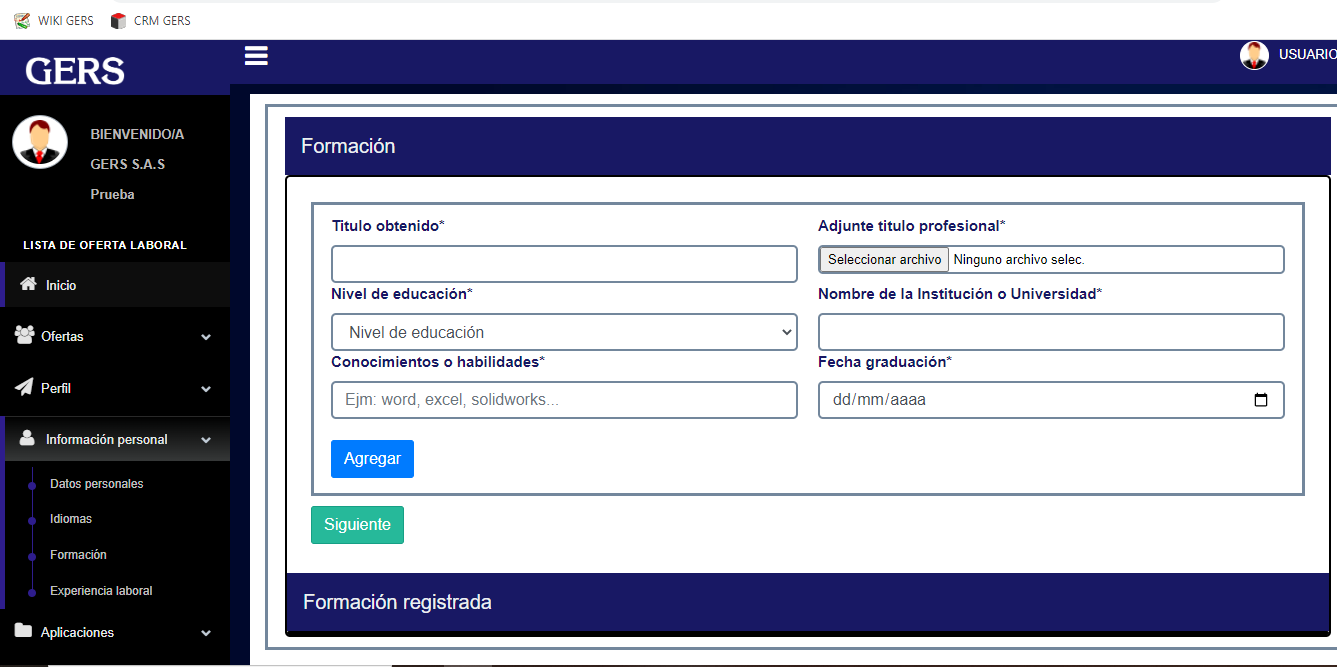 WIKI GERS
CRM GERS
GERS
USUARIO
BIENVENIDO/A
GERS S.A.S
Prueba
LISTA DE OFERTA LABORAL
Inicio
Ofertas
Perfil
Información personal
Datos personales
Idiomas
Formación
Experiencia laboral
Aplicaciones
Formación
Titulo obtenido*
Adjunte titulo profesional*
Seleccionar archivo Ninguno archivo selec.
Nivel de educación*
Nombre de la Institución o Universidad*
Nivel de educación
Conocimientos o habilidades*
Fecha graduación*
Ejm: word, excel, solidworks...
dd/mm/aaaa
Agregar
Siguiente
Formación registrada